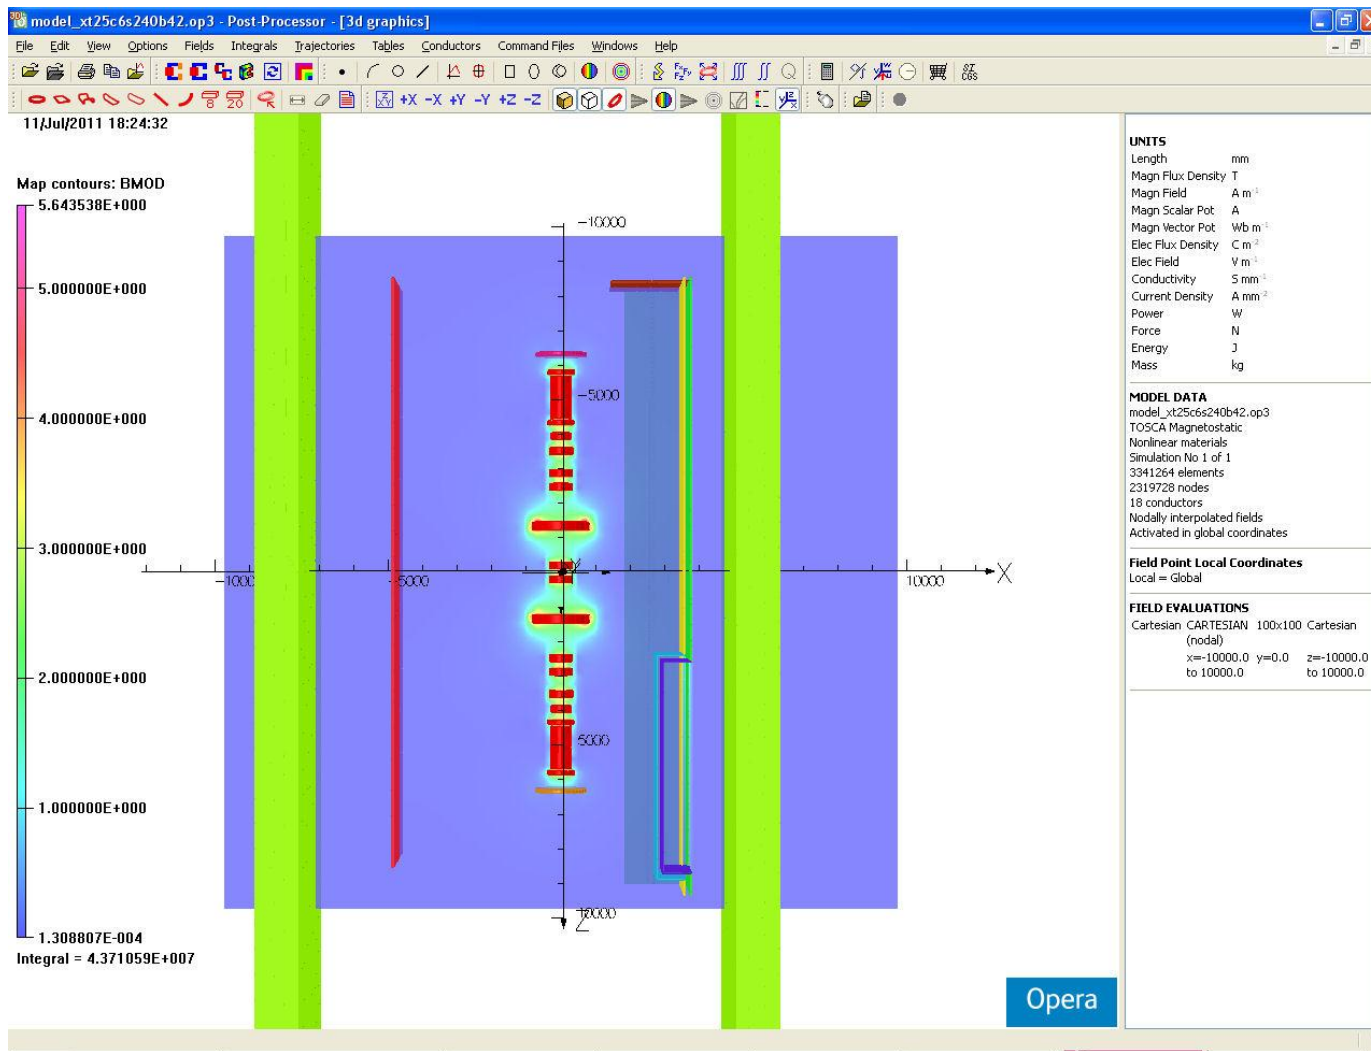 model_xt25c6s240b42.op3 - Post-Processor - [3d graphics]
File Edit View Options Fields Integrals Trajectories Tables Conductors Command Files Windows Help
+X -X +Y -Y +Z -Z
11/Jul/2011 18:24:32
Map contours: BMOD
5.643538E+000
5.000000E+000
4.000000E+000
3.000000E+000
2.000000E+000
1.000000E+000
1.308807E-004
Integral = 4.371059E+007
-10000
-5000
-5000
10000
X
5000
Z
Opera
UNITS
Length mm
Magn Flux Density T
Magn Field A m⁻¹
Magn Scalar Pot A
Magn Vector Pot Wb m⁻¹
Elec Flux Density C m⁻²
Elec Field V m⁻¹
Conductivity S mm⁻¹
Current Density A mm⁻²
Power W
Force N
Energy J
Mass kg
MODEL DATA
model_xt25c6s240b42.op3
TOSCA Magnetostatic
Nonlinear materials
Simulation No 1 of 1
3341264 elements
2319728 nodes
18 conductors
Nodally interpolated fields
Activated in global coordinates
Field Point Local Coordinates
Local = Global
FIELD EVALUATIONS
Cartesian CARTESIAN 100x100 Cartesian
(nodal)
x=-10000.0 y=0.0 z=-10000.0
to 10000.0 to 10000.0